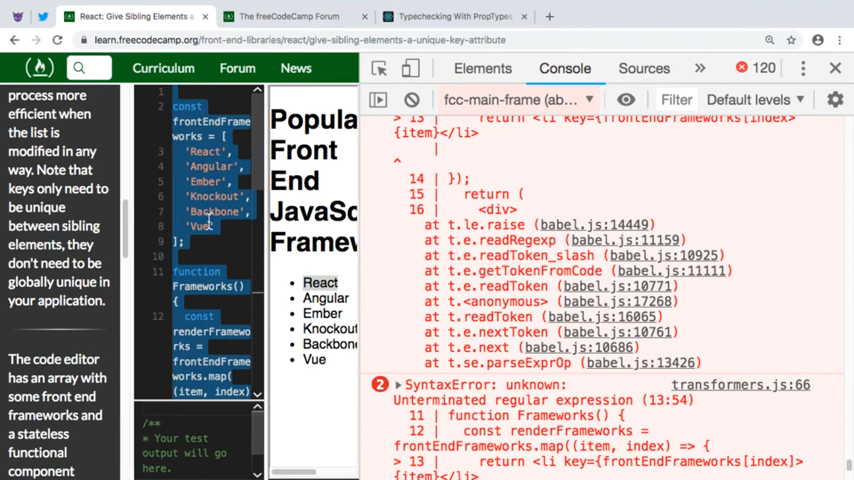 React: Give Sibling Elements a
The freeCodeCamp Forum
Typechecking With PropTypes
learn.freecodecamp.org/front-end-libraries/react/give-sibling-elements-a-unique-key-attribute
Curriculum
Forum
News
process more
efficient when
the list is
modified in any
way. Note that
keys only need to
be unique
between sibling
elements, they
don't need to be
globally unique in
your application.
The code editor
has an array with
some front end
frameworks and
a stateless
functional
component
1
2 const
frontEndFrame
works = [
3 'React',
4 'Angular',
5 'Ember',
6 'Knockout',
7 'Backbone',
8 'Vue'
9 ];
10
11 function
Frameworks()
{
12 const
renderFramewo
rks =
frontEndFrame
works.map(
(item, index)
/**
* Your test
output will go
here.
Popula
Front
End
JavaSc
Framew
• React
• Angular
• Ember
• Knockout
• Backbone
• Vue
Elements
Console
Sources
»
120
fcc-main-frame (ab...
Filter
Default levels
> 13 | return <li key={frontEndFrameworks[index>
{item}</li>
|
^
14 | });
15 | return (
16 | <div>
at t.le.raise (babel.js:14449)
at t.e.readRegexp (babel.js:11159)
at t.e.readToken_slash (babel.js:10925)
at t.e.getTokenFromCode (babel.js:11111)
at t.e.readToken (babel.js:10771)
at t.<anonymous> (babel.js:17268)
at t.readToken (babel.js:16065)
at t.e.nextToken (babel.js:10761)
at t.e.next (babel.js:10686)
at t.se.parseExprOp (babel.js:13426)
2 SyntaxError: unknown: transformers.js:66
Unterminated regular expression (13:54)
11 | function Frameworks() {
12 | const renderFrameworks =
frontEndFrameworks.map((item, index) => {
> 13 | return <li key={frontEndFrameworks[index]>
{item}</li>